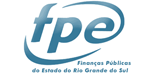 fpe
Finanças Públicas
do Estado do Rio Grande do Sul